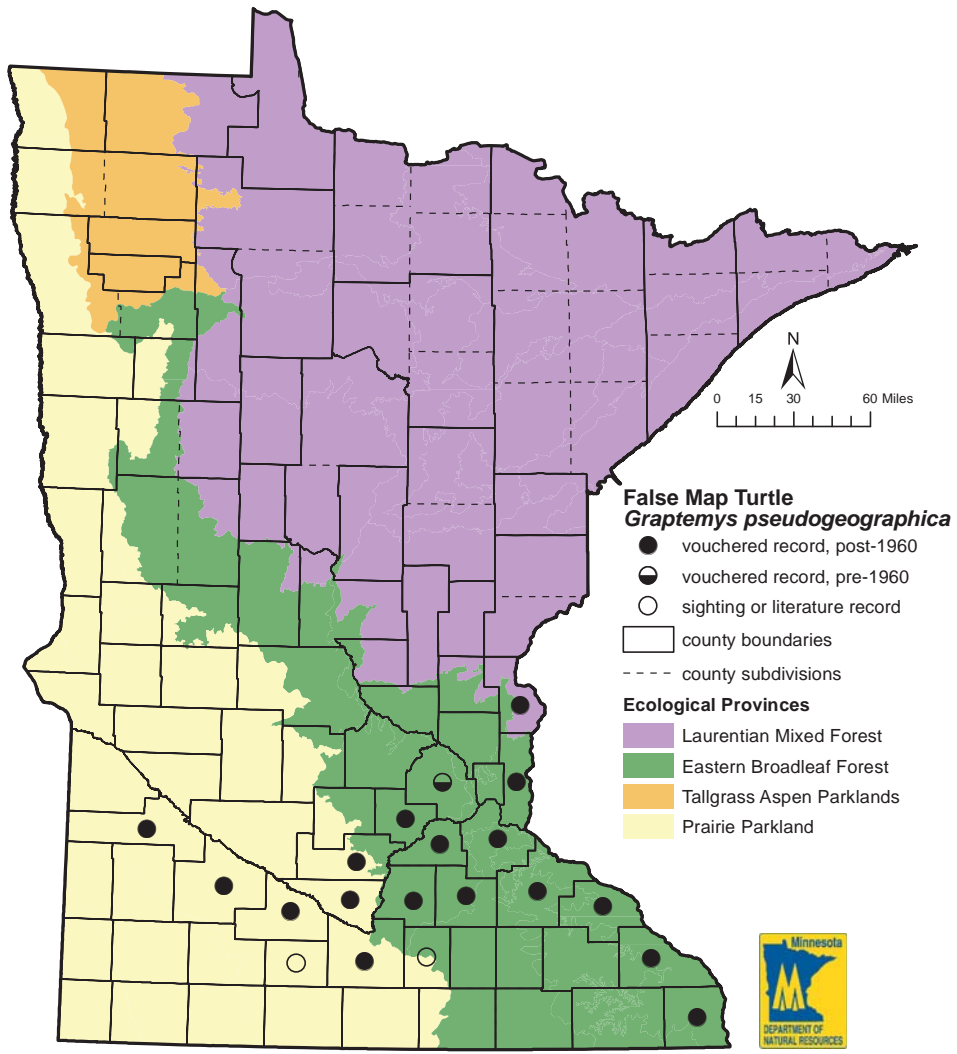 N
0 15 30 60 Miles
False Map Turtle
Graptemys pseudogeographica
vouchered record, post-1960
vouchered record, pre-1960
sighting or literature record
county boundaries
county subdivisions
Ecological Provinces
Laurentian Mixed Forest
Eastern Broadleaf Forest
Tallgrass Aspen Parklands
Prairie Parkland
Minnesota
M
DEPARTMENT OF
NATURAL RESOURCES